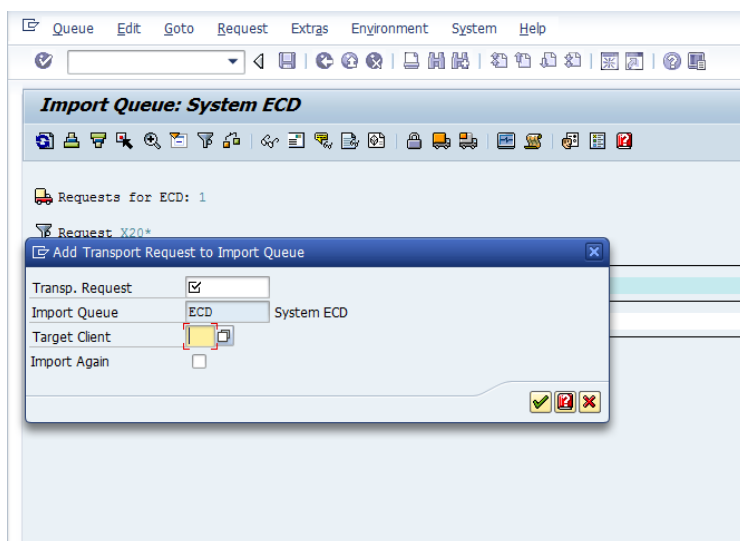 Queue Edit Goto Request Extras Environment System Help
Import Queue: System ECD
Requests for ECD: 1
Request X20*
Add Transport Request to Import Queue
Transp. Request
Import Queue ECD System ECD
Target Client
Import Again